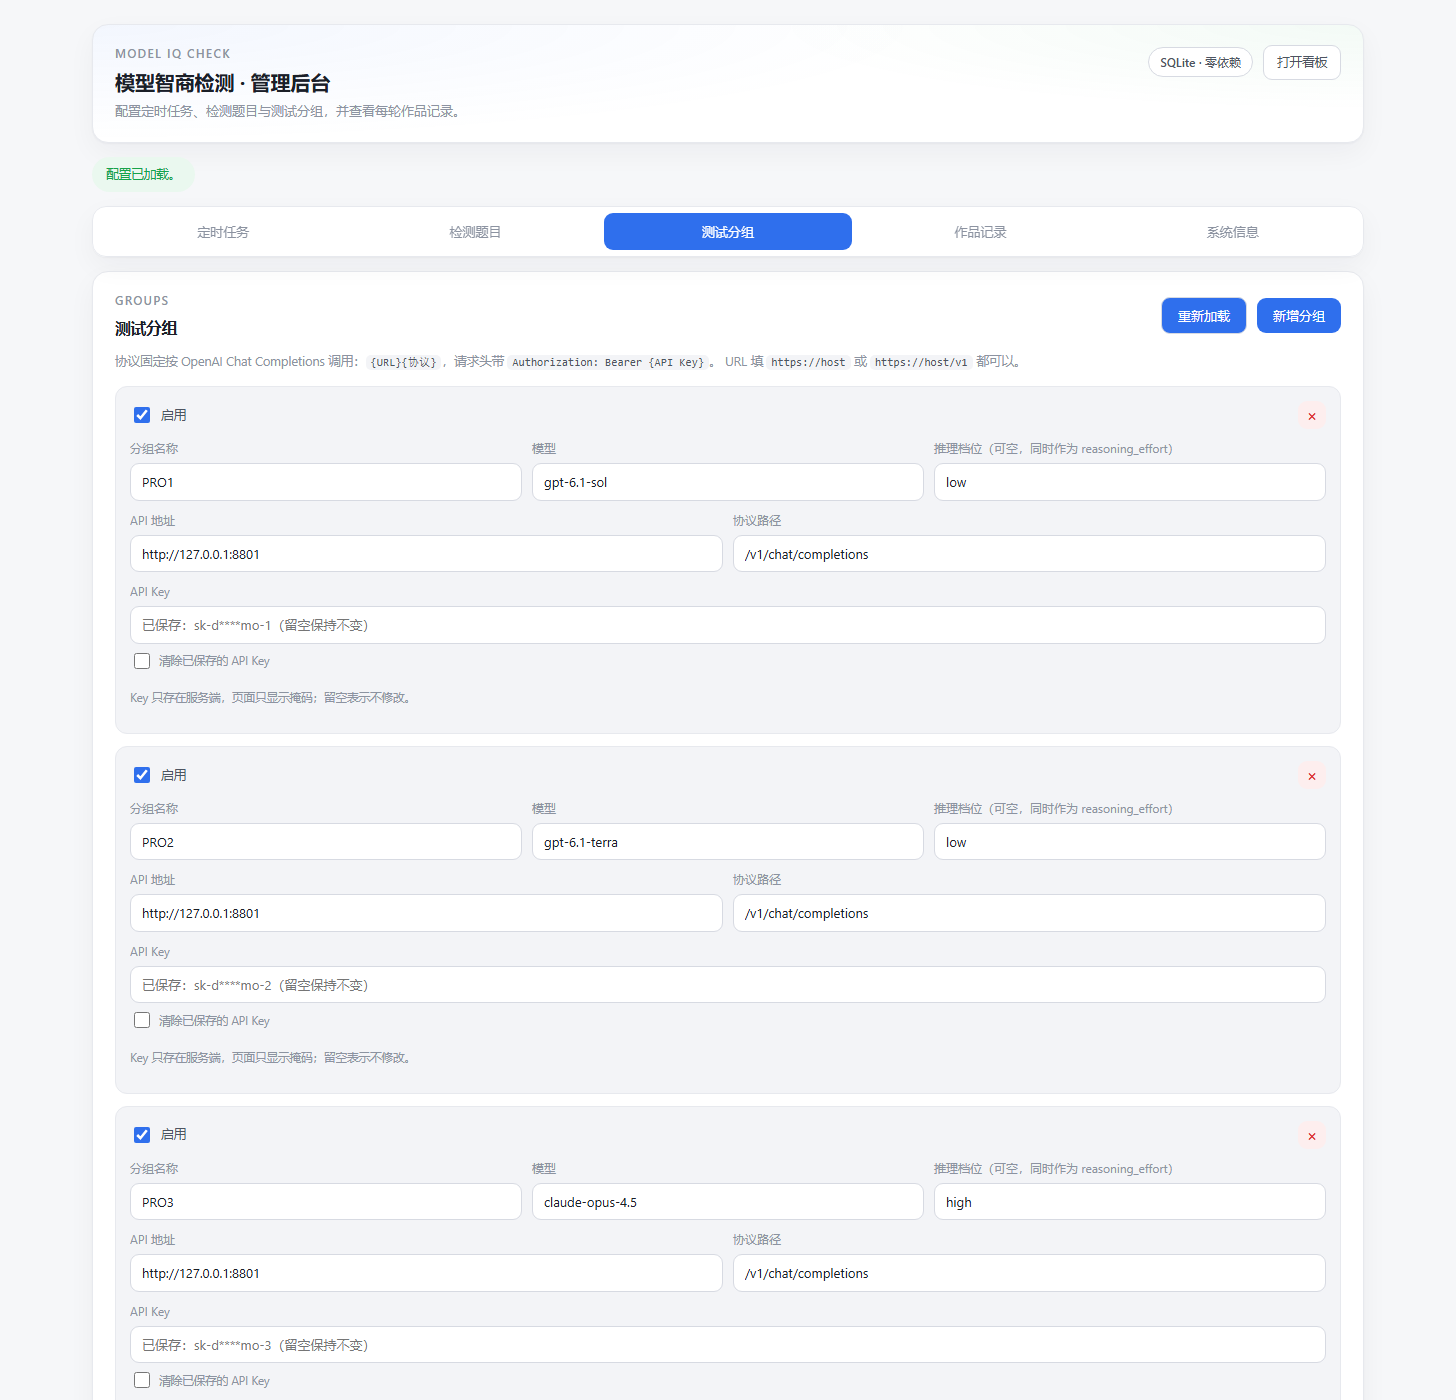 MODEL IQ CHECK
模型智商检测 · 管理后台
配置定时任务、检测题目与测试分组，并查看每轮作品记录。
SQLite · 零依赖
打开看板
配置已加载。
定时任务
检测题目
测试分组
作品记录
系统信息
GROUPS
测试分组
重新加载
新增分组
协议固定按 OpenAI Chat Completions 调用： {URL}{协议} ，请求头带 Authorization: Bearer {API Key} 。 URL 填 https://host 或 https://host/v1 都可以。
启用
×
分组名称
模型
推理档位（可空，同时作为 reasoning_effort）
PRO1
gpt-6.1-sol
low
API 地址
协议路径
http://127.0.0.1:8801
/v1/chat/completions
API Key
已保存：sk-d****mo-1（留空保持不变）
清除已保存的 API Key
Key 只存在服务端，页面只显示掩码；留空表示不修改。
启用
×
分组名称
模型
推理档位（可空，同时作为 reasoning_effort）
PRO2
gpt-6.1-terra
low
API 地址
协议路径
http://127.0.0.1:8801
/v1/chat/completions
API Key
已保存：sk-d****mo-2（留空保持不变）
清除已保存的 API Key
Key 只存在服务端，页面只显示掩码；留空表示不修改。
启用
×
分组名称
模型
推理档位（可空，同时作为 reasoning_effort）
PRO3
claude-opus-4.5
high
API 地址
协议路径
http://127.0.0.1:8801
/v1/chat/completions
API Key
已保存：sk-d****mo-3（留空保持不变）
清除已保存的 API Key